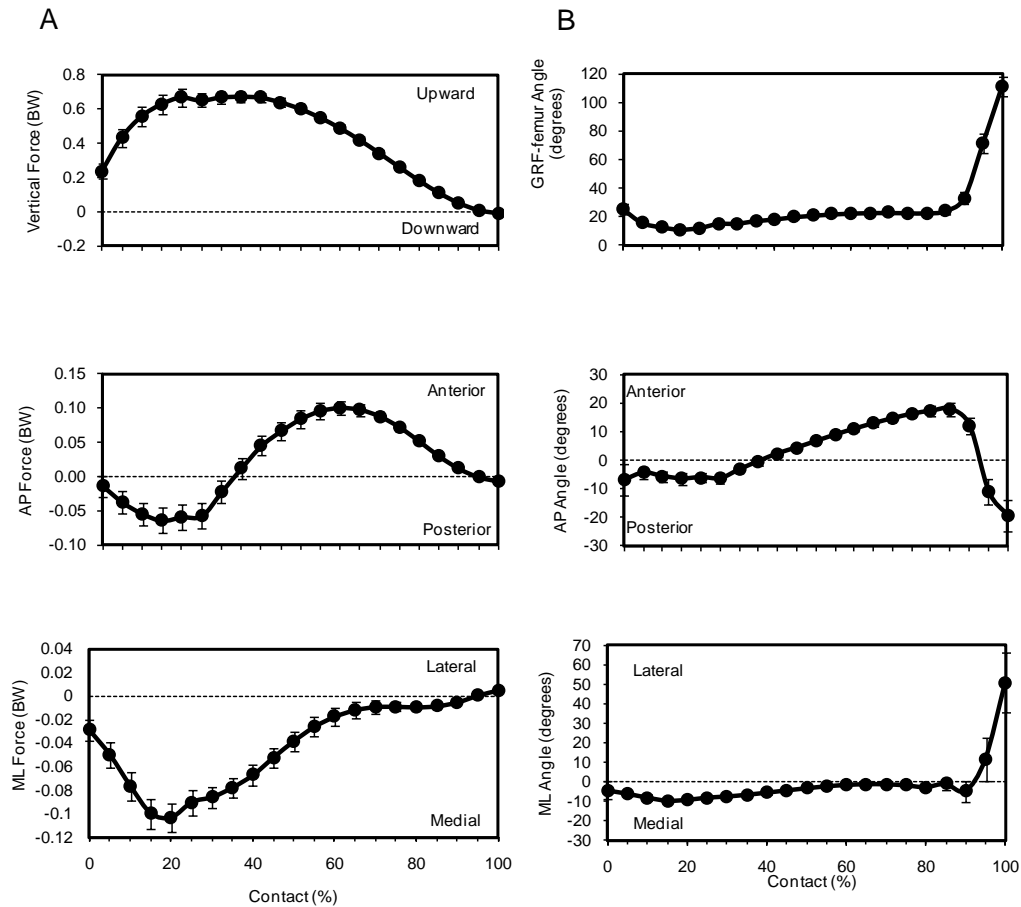 A
B
Vertical Force (BW)
0.8
0.6
0.4
0.2
0
-0.2
Upward
Downward
GRF-femur Angle
(degrees)
120
100
80
60
40
20
0
AP Force (BW)
0.15
0.10
0.05
0.00
-0.05
-0.10
Anterior
Posterior
AP Angle (degrees)
30
20
10
0
-10
-20
-30
Anterior
Posterior
ML Force (BW)
0.04
0.02
0
-0.02
-0.04
-0.06
-0.08
-0.1
-0.12
Lateral
Medial
0 20 40 60 80 100
Contact (%)
ML Angle (degrees)
70
60
50
40
30
20
10
0
-10
-20
-30
Lateral
Medial
0 20 40 60 80 100
Contact (%)